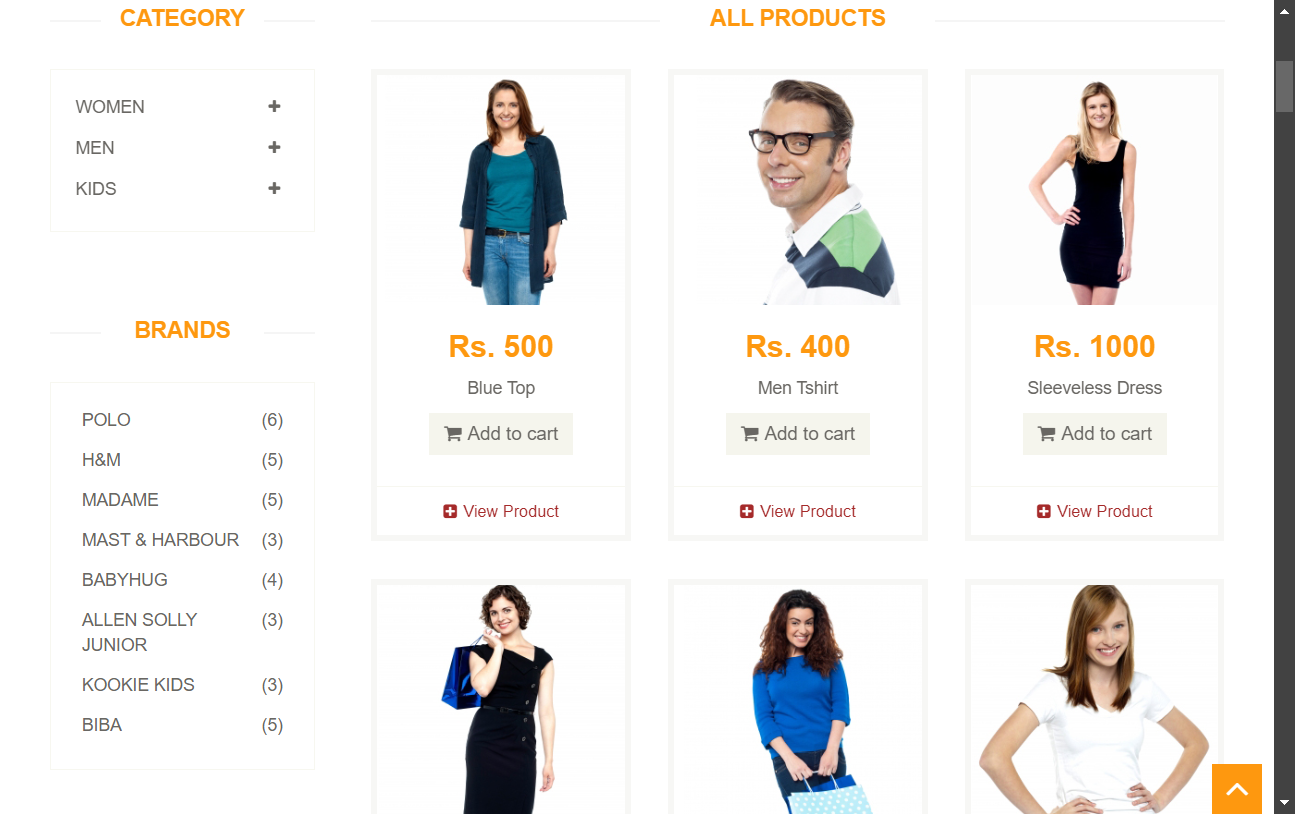 CATEGORY
WOMEN
MEN
KIDS
BRANDS
POLO (6)
H&M (5)
MADAME (5)
MAST & HARBOUR (3)
BABYHUG (4)
ALLEN SOLLY (3)
JUNIOR
KOOKIE KIDS (3)
BIBA (5)
ALL PRODUCTS
Rs. 500
Blue Top
Add to cart
View Product
Rs. 400
Men Tshirt
Add to cart
View Product
Rs. 1000
Sleeveless Dress
Add to cart
View Product